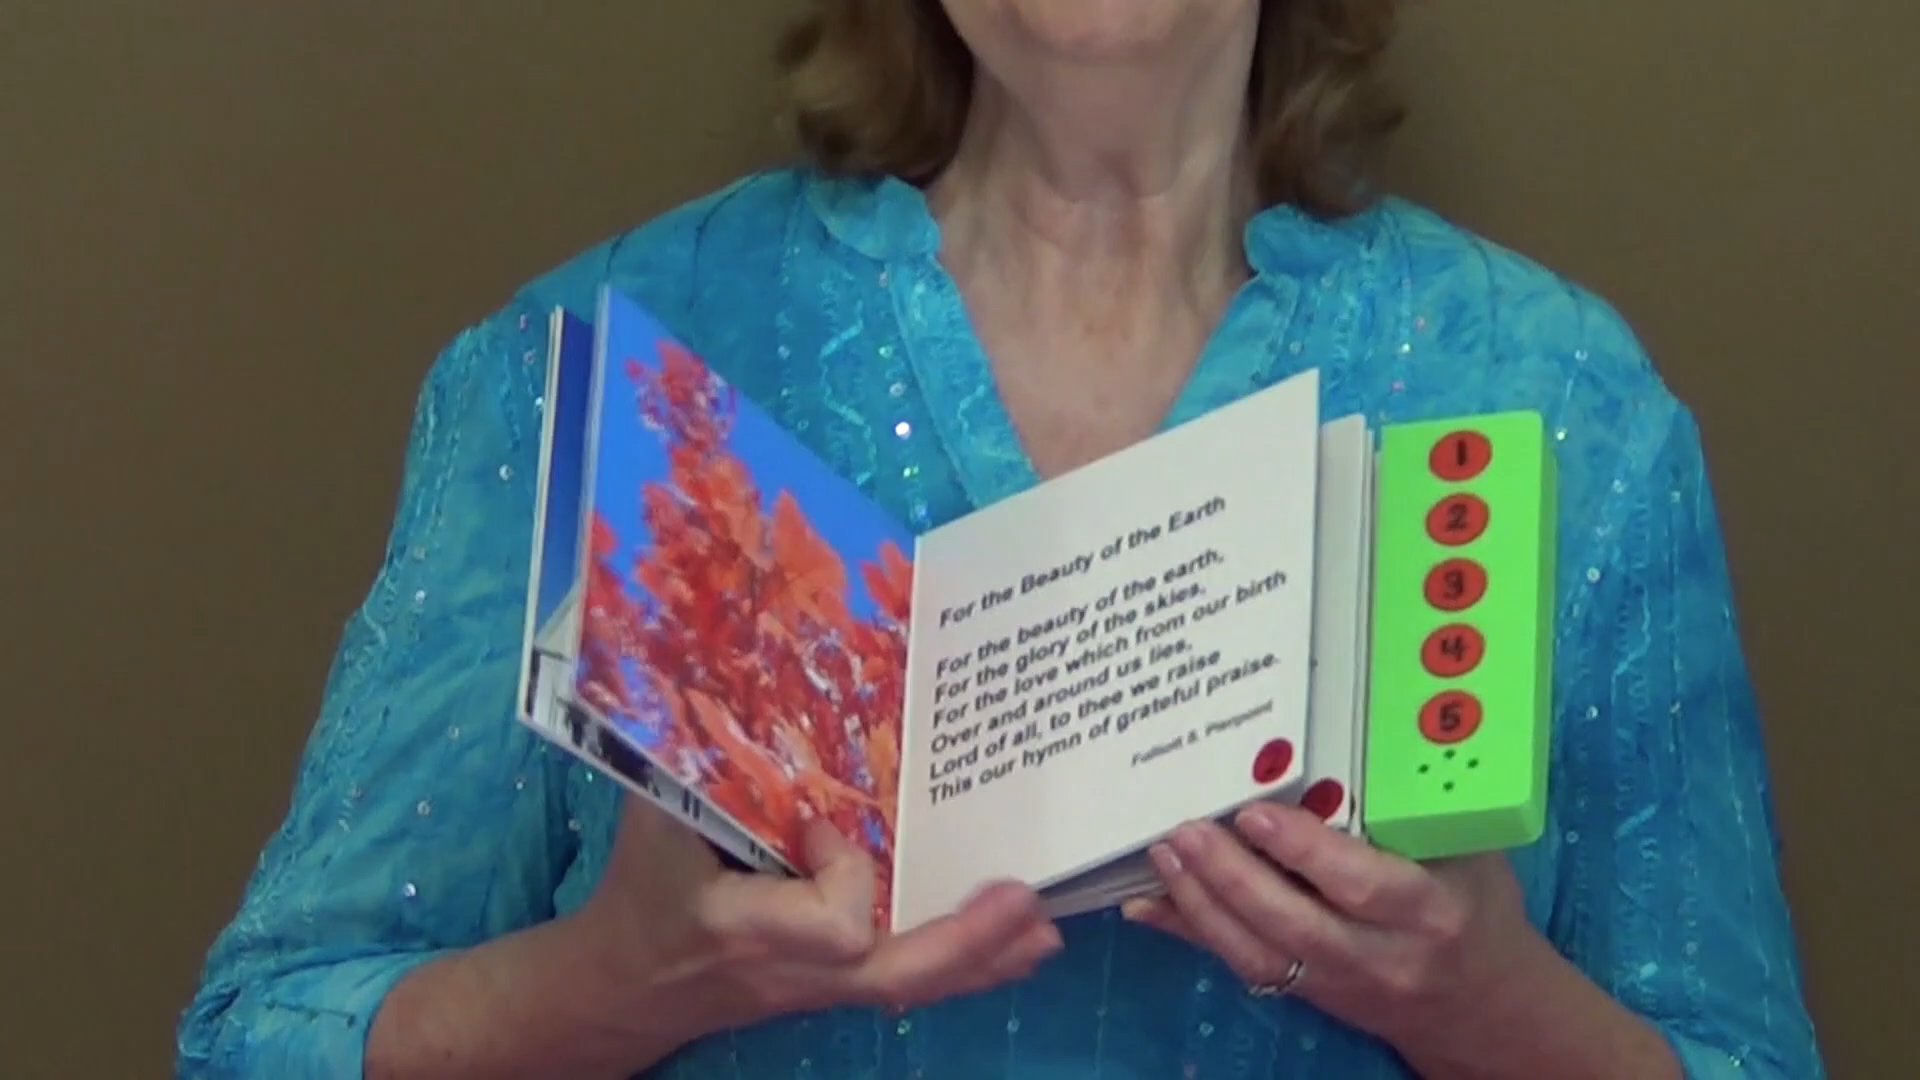 For the Beauty of the Earth
For the beauty of the earth,
For the glory of the skies,
For the love which from our birth
Over and around us lies,
Lord of all, to thee we raise
This our hymn of grateful praise.
Folliott S. Pierpoint
2
1
2
3
4
5